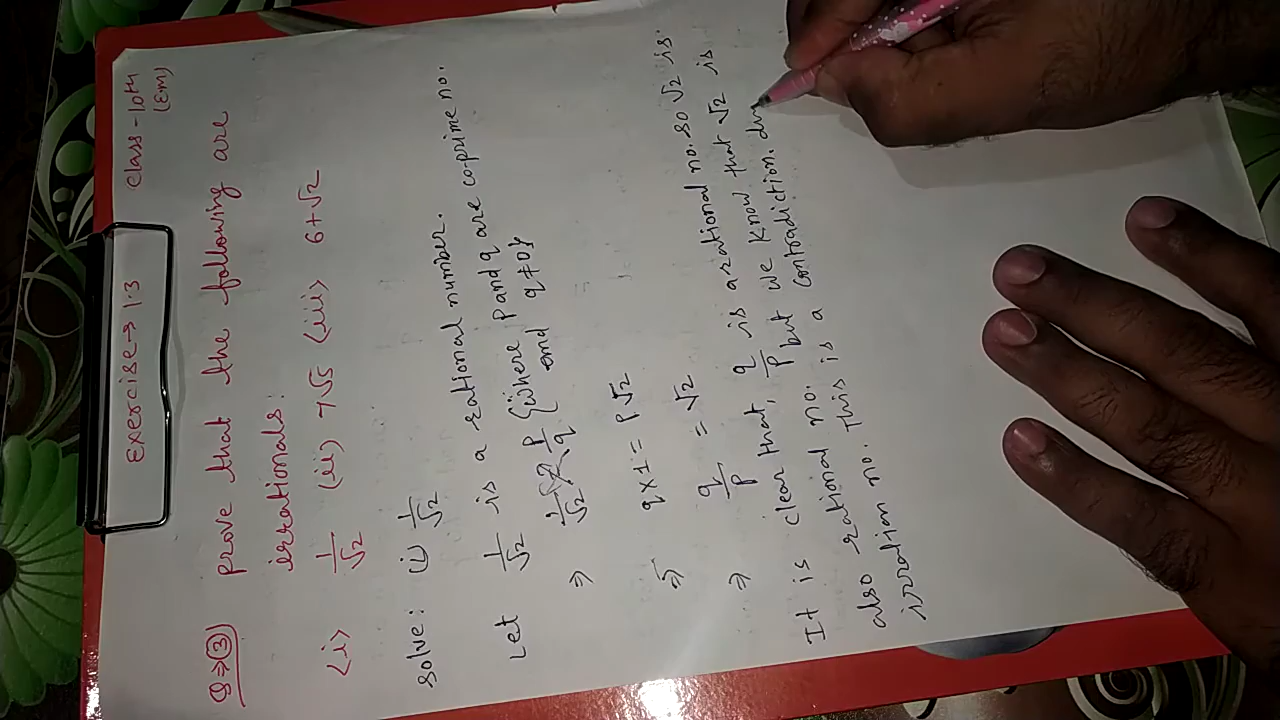 Exercise→ 1.3
Class-10th
(Em)
Q⇒③ prove that the following are
irrationals:
(i) 1/√2 (ii) 7√5 (iii) 6+√2
Solve: (i) 1/√2
Let 1/√2 is a rational number.
⇒ 1/√2 = p/q {Where p and q are co-prime no.
and q≠0}
⇒ q×1 = p√2
⇒ q/p = √2
It is clear that, q/p is a rational no. so √2 is
also rational no. but we know that √2 is
irration no. This is a contradiction. du